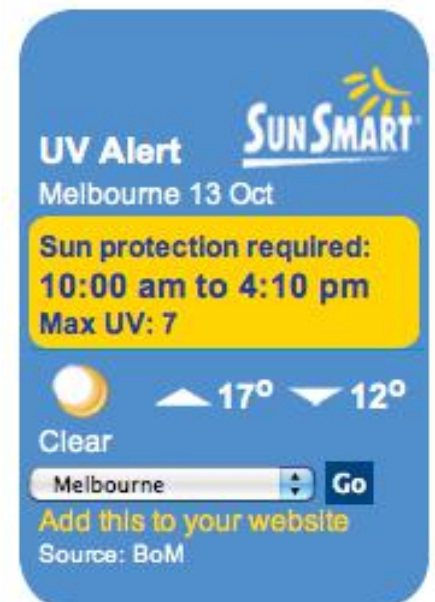 SunSmart
UV Alert
Melbourne 13 Oct
Sun protection required:
10:00 am to 4:10 pm
Max UV: 7
17° 12°
Clear
Melbourne Go
Add this to your website
Source: BoM